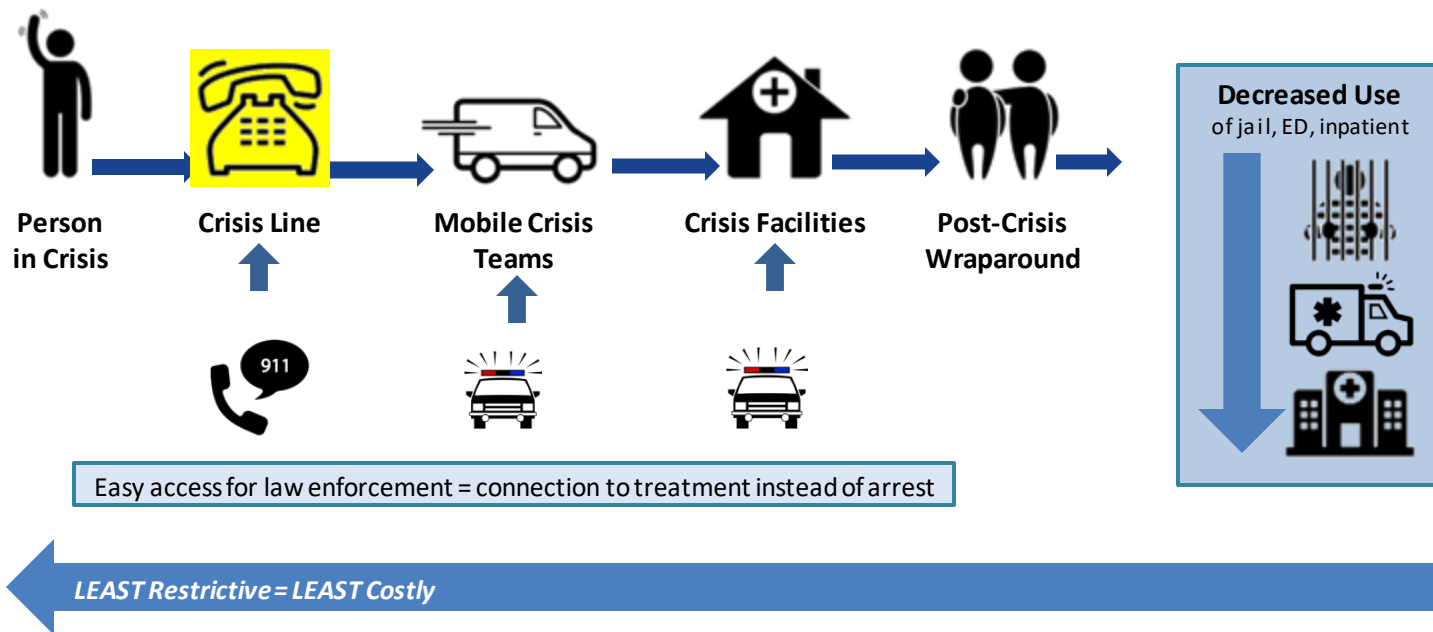 Decreased Use
of jail, ED, inpatient
Person
in Crisis
Crisis Line
Mobile Crisis
Teams
Crisis Facilities
Post-Crisis
Wraparound
911
Easy access for law enforcement = connection to treatment instead of arrest
LEAST Restrictive = LEAST Costly